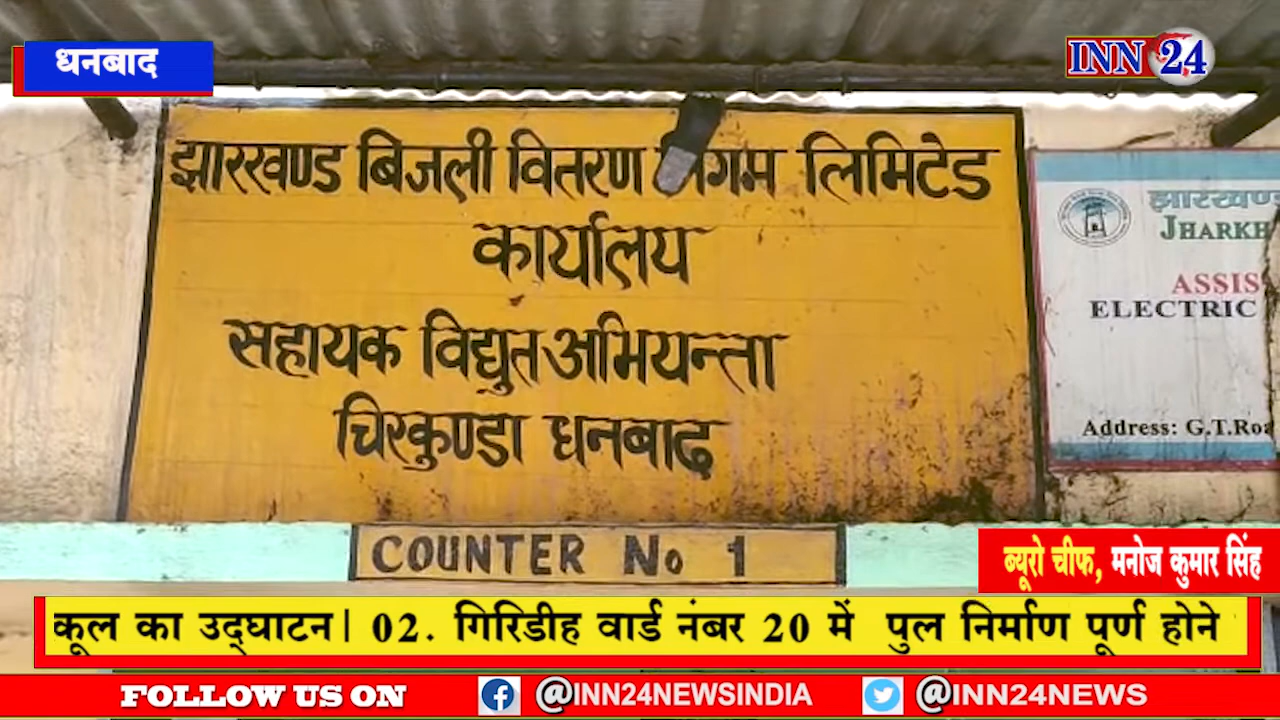 धनबाद
INN 24
झारखण्ड बिजली वितरण निगम लिमिटेड
कार्यालय
सहायक विद्युत अभियन्ता
चिरकुण्डा धनबाद
झारखण्ड
JHARKH
ASSIS
ELECTRIC
Address: G.T.Roa
COUNTER No 1
ब्यूरो चीफ, मनोज कुमार सिंह
कूल का उद्घाटन| 02. गिरिडीह वार्ड नंबर 20 में पुल निर्माण पूर्ण होने
FOLLOW US ON @INN24NEWSINDIA @INN24NEWS